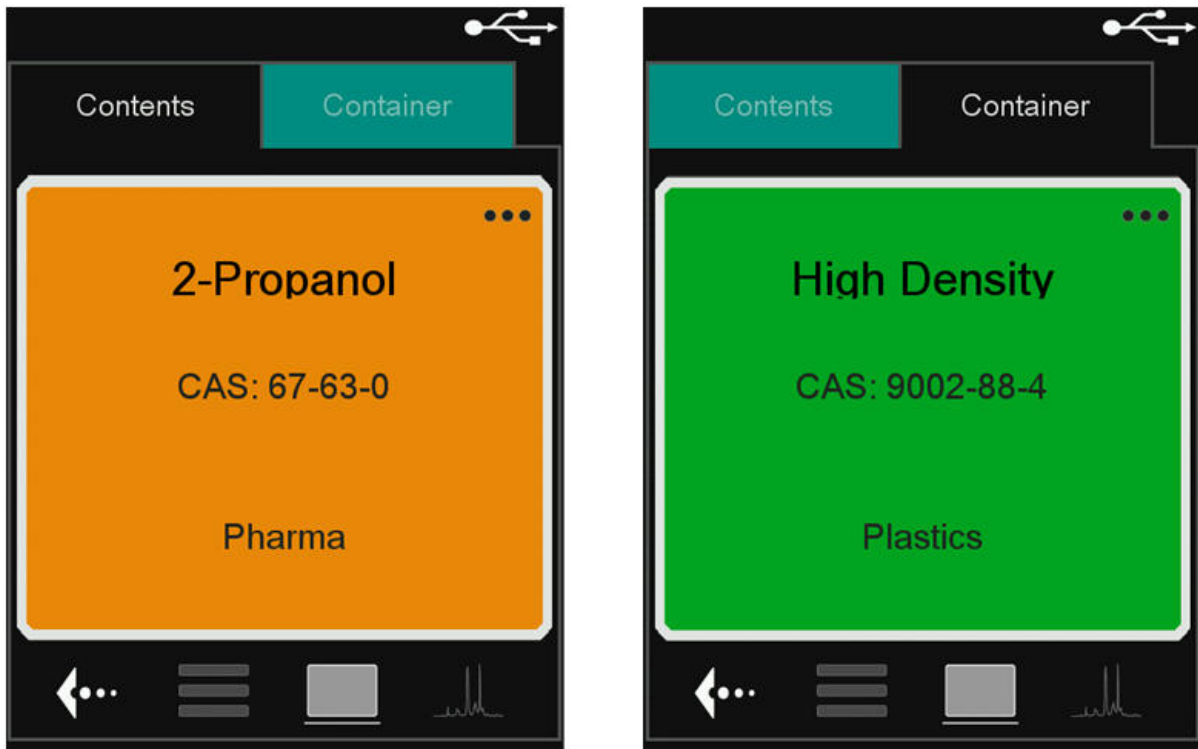 Contents
Container
2-Propanol
CAS: 67-63-0
Pharma
Contents
Container
High Density
CAS: 9002-88-4
Plastics